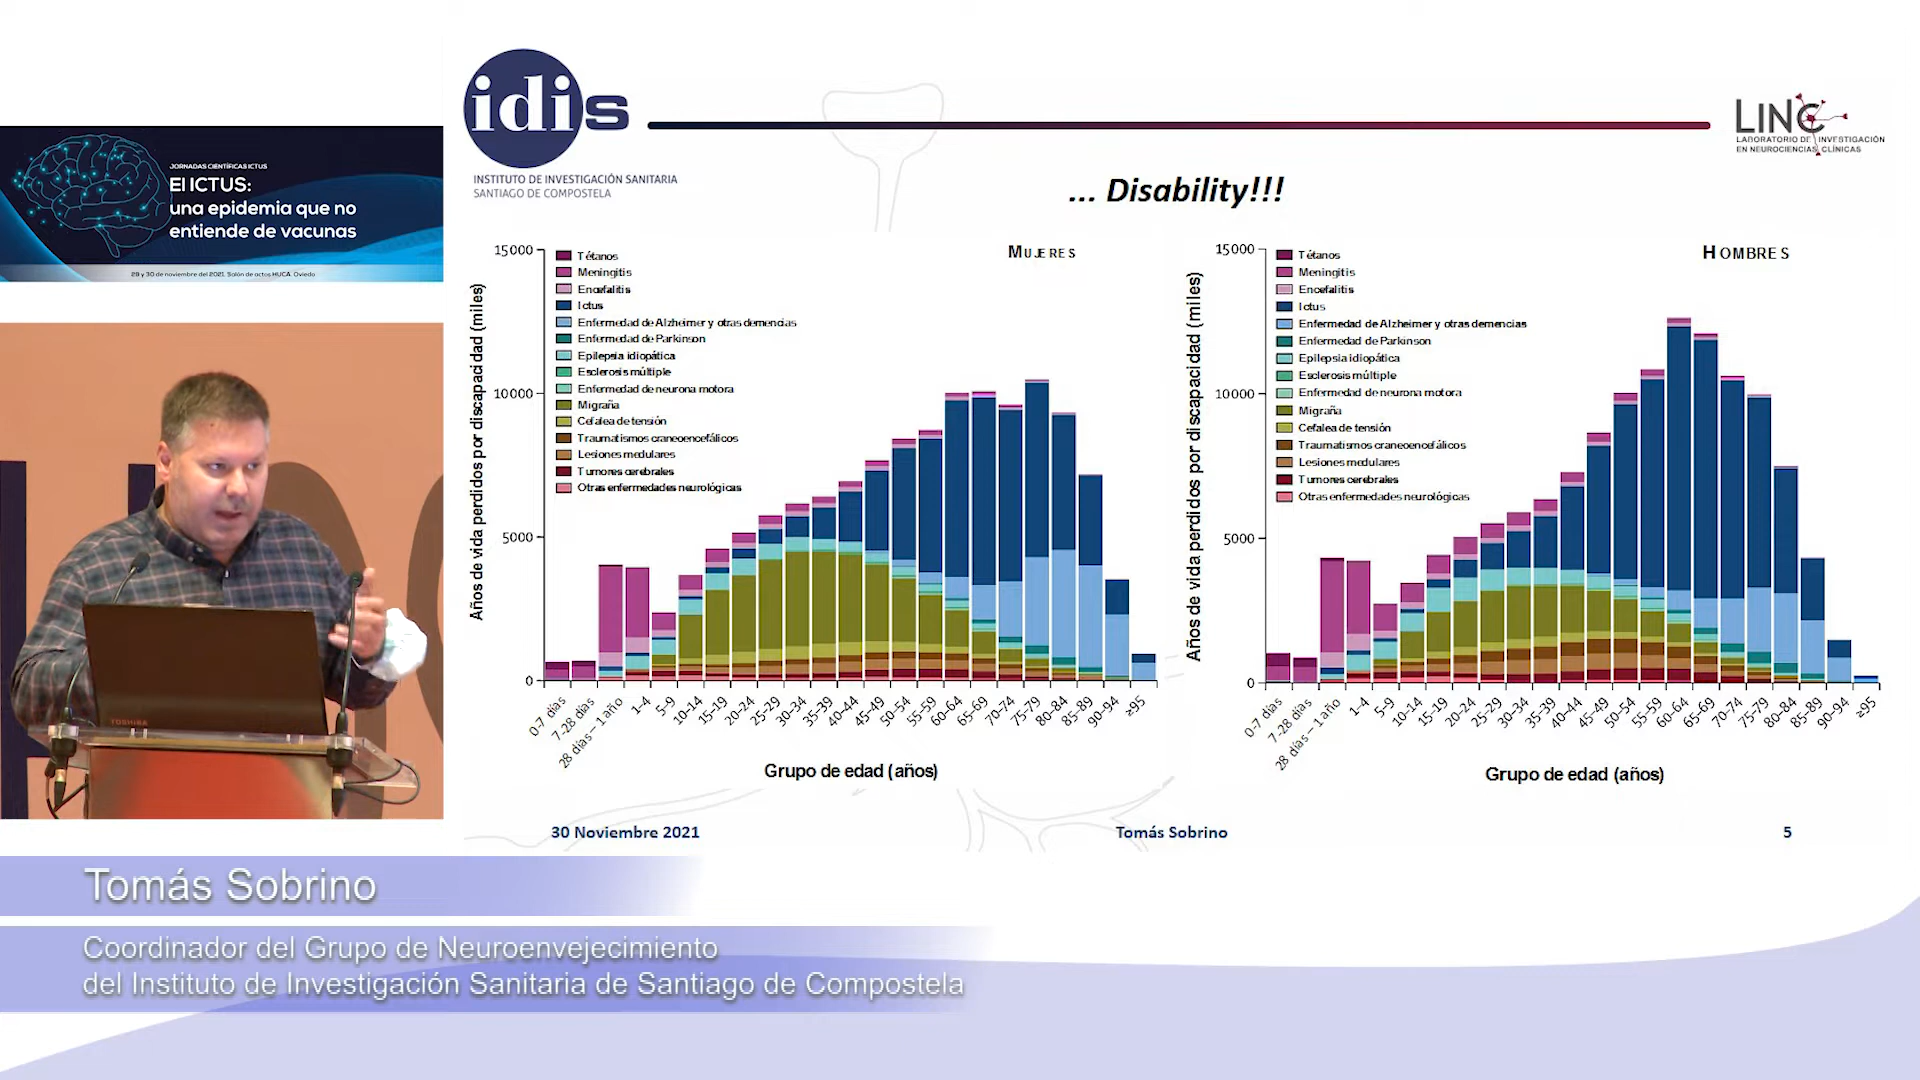 JORNADAS CIENTÍFICAS ICTUS
El ICTUS:
una epidemia que no
entiende de vacunas
29 y 30 de noviembre del 2021. Salón de actos HUCA. Oviedo
TOSHIBA
idis
INSTITUTO DE INVESTIGACIÓN SANITARIA
SANTIAGO DE COMPOSTELA
LINC
LABORATORIO DE INVESTIGACIÓN
EN NEUROCIENCIAS CLÍNICAS
... Disability!!!
MUJERES
Años de vida perdidos por discapacidad (miles)
15000
10000
5000
0
Tétanos
Meningitis
Encefalitis
Ictus
Enfermedad de Alzheimer y otras demencias
Enfermedad de Parkinson
Epilepsia idiopática
Esclerosis múltiple
Enfermedad de neurona motora
Migraña
Cefalea de tensión
Traumatismos craneoencefálicos
Lesiones medulares
Tumores cerebrales
Otras enfermedades neurológicas
0-7 días
7-28 días
28 días – 1 año
1-4
5-9
10-14
15-19
20-24
25-29
30-34
35-39
40-44
45-49
50-54
55-59
60-64
65-69
70-74
75-79
80-84
85-89
90-94
≥95
Grupo de edad (años)
HOMBRES
Años de vida perdidos por discapacidad (miles)
15000
10000
5000
0
Tétanos
Meningitis
Encefalitis
Ictus
Enfermedad de Alzheimer y otras demencias
Enfermedad de Parkinson
Epilepsia idiopática
Esclerosis múltiple
Enfermedad de neurona motora
Migraña
Cefalea de tensión
Traumatismos craneoencefálicos
Lesiones medulares
Tumores cerebrales
Otras enfermedades neurológicas
0-7 días
7-28 días
28 días – 1 año
1-4
5-9
10-14
15-19
20-24
25-29
30-34
35-39
40-44
45-49
50-54
55-59
60-64
65-69
70-74
75-79
80-84
85-89
90-94
≥95
Grupo de edad (años)
30 Noviembre 2021
Tomás Sobrino
5
Tomás Sobrino
Coordinador del Grupo de Neuroenvejecimiento
del Instituto de Investigación Sanitaria de Santiago de Compostela